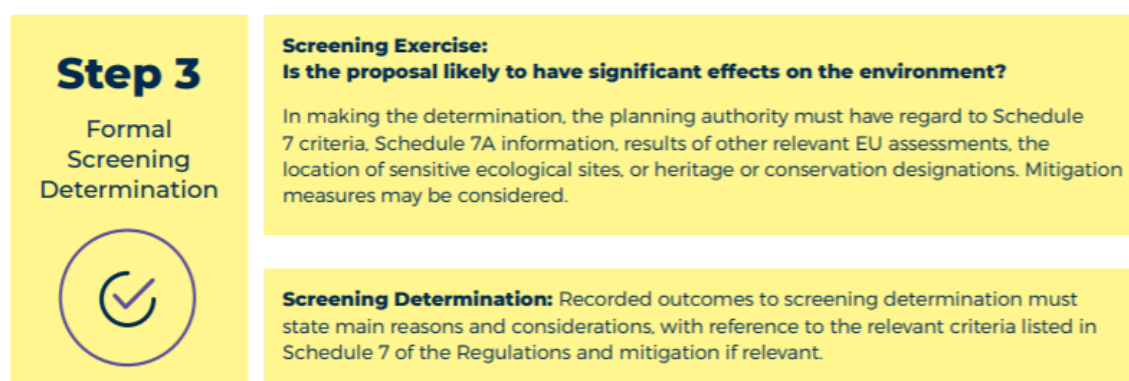 Step 3
Formal
Screening
Determination
Screening Exercise:
Is the proposal likely to have significant effects on the environment?
In making the determination, the planning authority must have regard to Schedule
7 criteria, Schedule 7A information, results of other relevant EU assessments, the
location of sensitive ecological sites, or heritage or conservation designations. Mitigation
measures may be considered.
Screening Determination: Recorded outcomes to screening determination must
state main reasons and considerations, with reference to the relevant criteria listed in
Schedule 7 of the Regulations and mitigation if relevant.